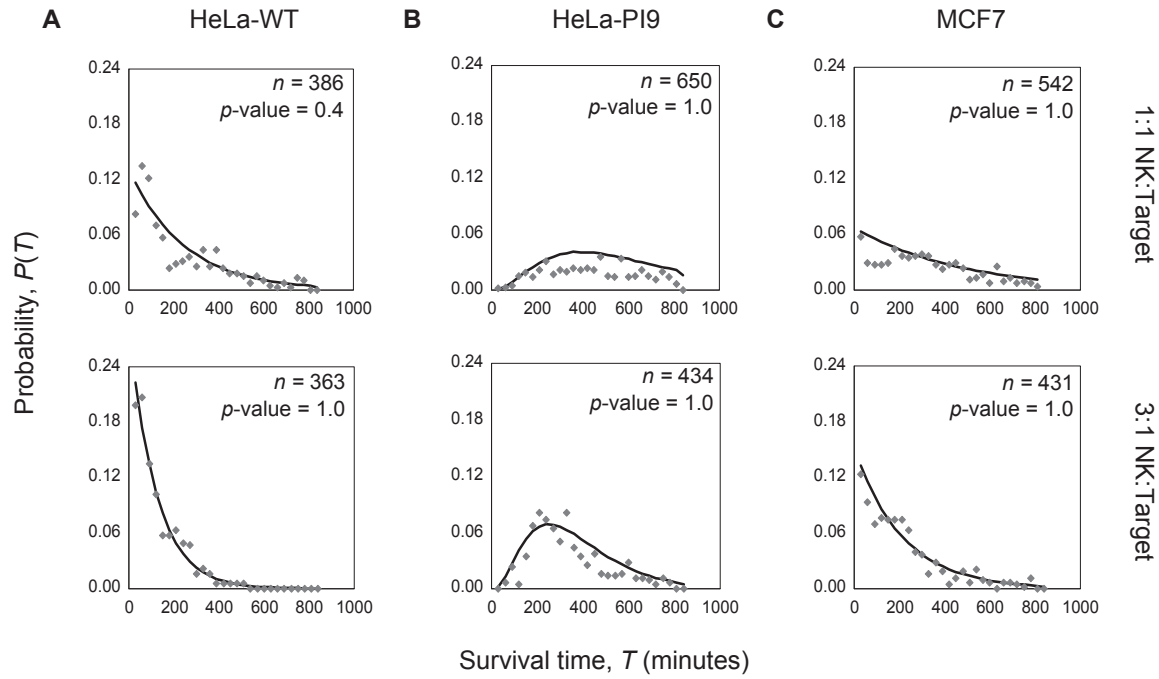 A HeLa-WT
B HeLa-PI9
C MCF7
0.24
0.18
0.12
0.06
0.00
n = 386
p-value = 0.4
0 200 400 600 800 1000
0.24
0.18
0.12
0.06
0.00
n = 650
p-value = 1.0
0 200 400 600 800 1000
0.24
0.18
0.12
0.06
0.00
n = 542
p-value = 1.0
0 200 400 600 800 1000
1:1 NK:Target
Probability, P(T)
0.24
0.18
0.12
0.06
0.00
n = 363
p-value = 1.0
0 200 400 600 800 1000
0.24
0.18
0.12
0.06
0.00
n = 434
p-value = 1.0
0 200 400 600 800 1000
0.24
0.18
0.12
0.06
0.00
n = 431
p-value = 1.0
0 200 400 600 800 1000
3:1 NK:Target
Survival time, T (minutes)